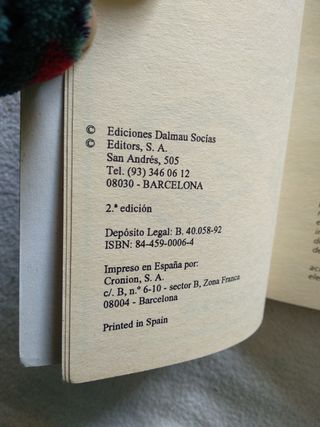 © Ediciones Dalmau Socías
© Editors, S. A.
San Andrés, 505
Tel. (93) 346 06 12
08030 - BARCELONA
2.ª edición
Depósito Legal: B. 40.058-92
ISBN: 84-459-0006-4
Impreso en España por:
Cronion, S. A.
c/. B, n.º 6-10 - sector B, Zona Franca
08004 - Barcelona
Printed in Spain